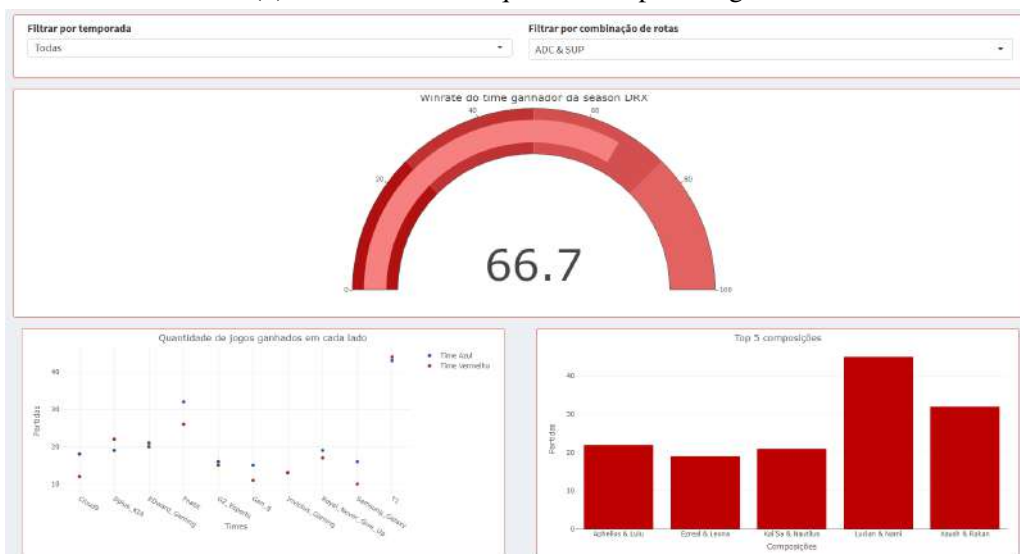 Filtrar por temporada
Todas
Filtrar por combinação de rotas
ADC & SUP
Winrate do time ganhador da season DRX
0
20
40
60
80
100
66.7
Quantidade de jogos ganhados em cada lado
Time Azul
Time Vermelho
Partidas
40
30
20
10
Cloud9
Dplus_KIA
EDward_Gaming
Fnatic
G2_Esports
Gen_G
Invictus_Gaming
Royal_Never_Give_Up
Samsung_Galaxy
T1
Times
Top 5 composições
Partidas
40
30
20
10
0
Aphelios & Lulu
Ezreal & Leona
Kai'Sa & Nautilus
Lucian & Nami
Xayah & Rakan
Composições